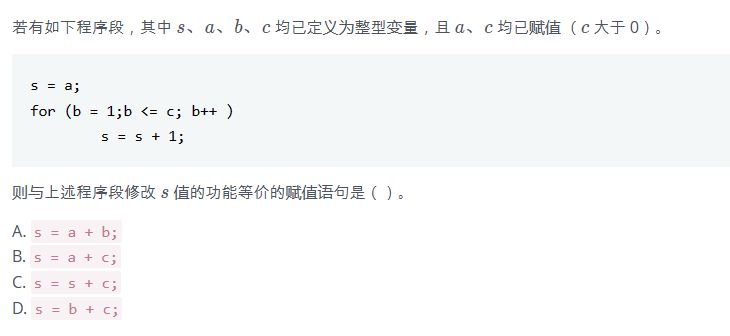 若有如下程序段，其中 s、a、b、c 均已定义为整型变量，且 a、c 均已赋值（c 大于 0）。
s = a;
for (b = 1;b <= c; b++ )
s = s + 1;
则与上述程序段修改 s 值的功能等价的赋值语句是 ( ) 。
A. s = a + b;
B. s = a + c;
C. s = s + c;
D. s = b + c;